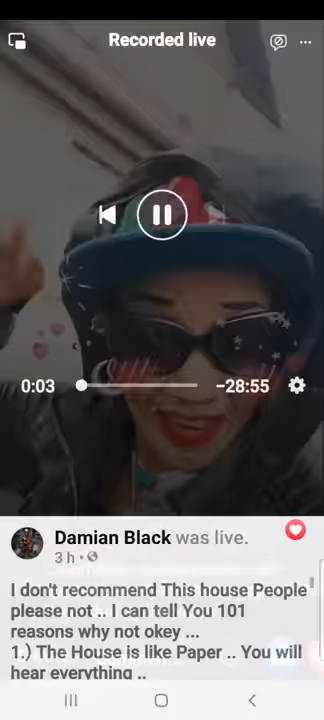 Recorded live
0:03
-28:55
Damian Black was live.
3 h ·
I don't recommend This house People
please not .. I can tell You 101
reasons why not okey ...
1.) The House is like Paper .. You will
hear everything ..